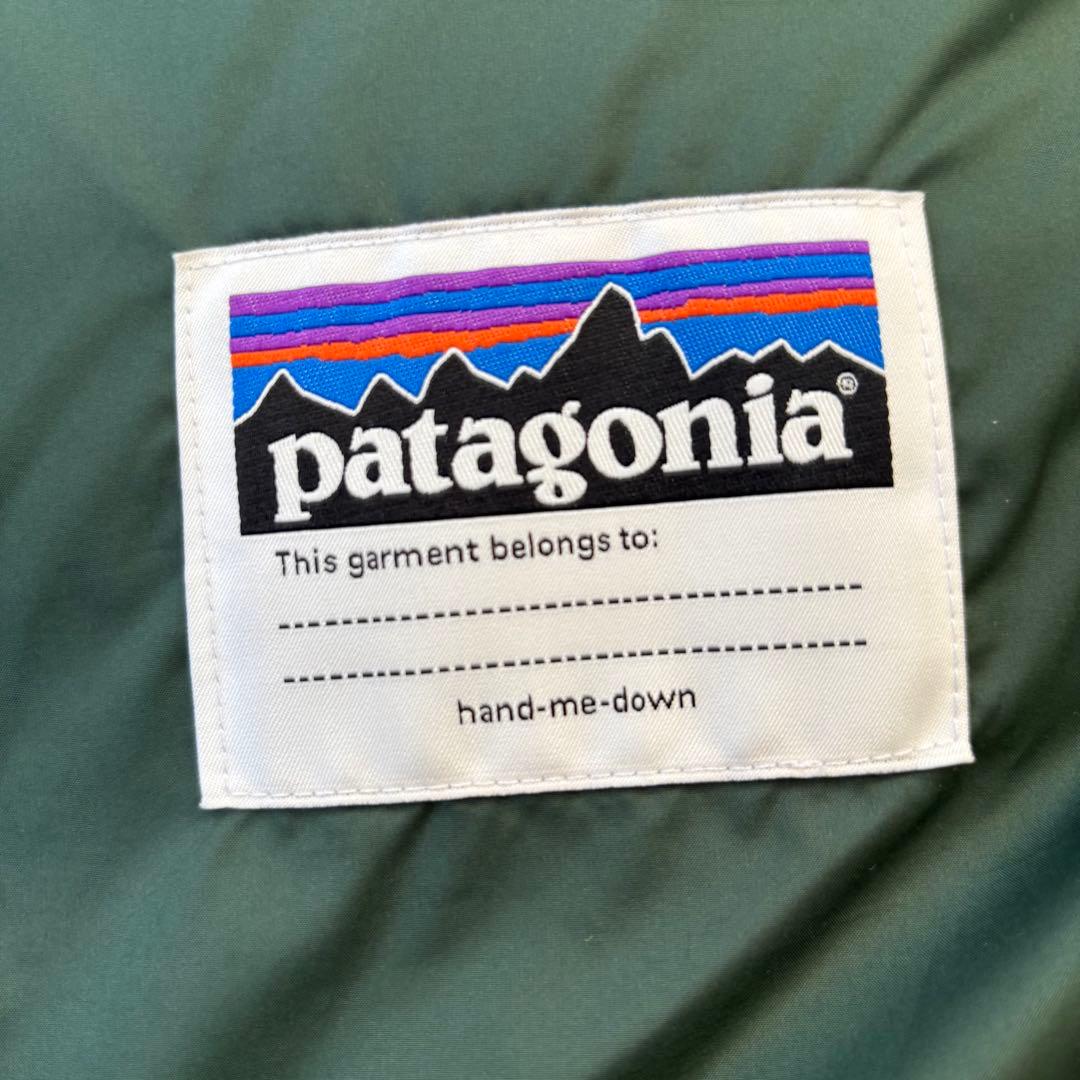 patagonia®
This garment belongs to:
hand-me-down